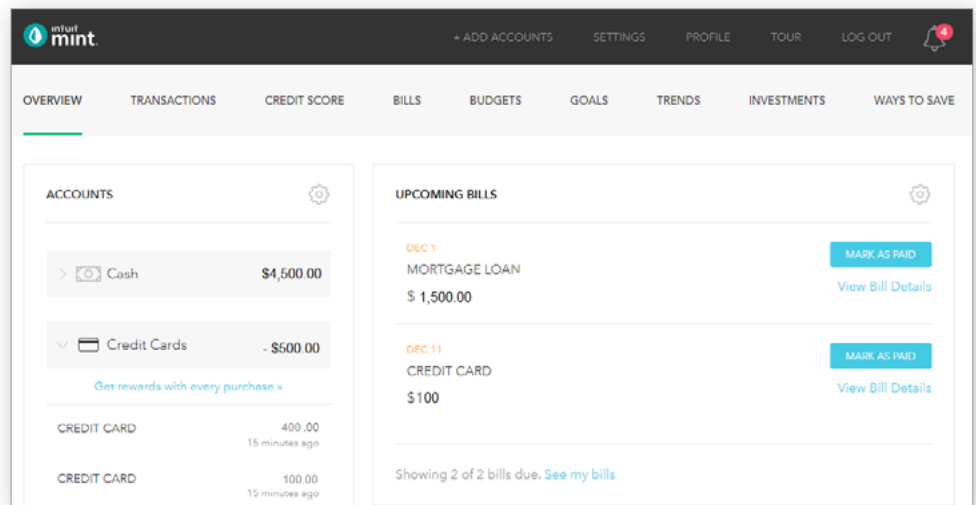 intuit
mint
+ ADD ACCOUNTS SETTINGS PROFILE TOUR LOG OUT 4
OVERVIEW TRANSACTIONS CREDIT SCORE BILLS BUDGETS GOALS TRENDS INVESTMENTS WAYS TO SAVE
ACCOUNTS
Cash $4,500.00
Credit Cards - $500.00
Get rewards with every purchase »
CREDIT CARD 400 .00
15 minutes ago
CREDIT CARD 100.00
15 minutes ago
UPCOMING BILLS
DEC 1
MORTGAGE LOAN
$ 1,500.00
MARK AS PAID
View Bill Details
DEC 11
CREDIT CARD
$100
MARK AS PAID
View Bill Details
Showing 2 of 2 bills due. See my bills